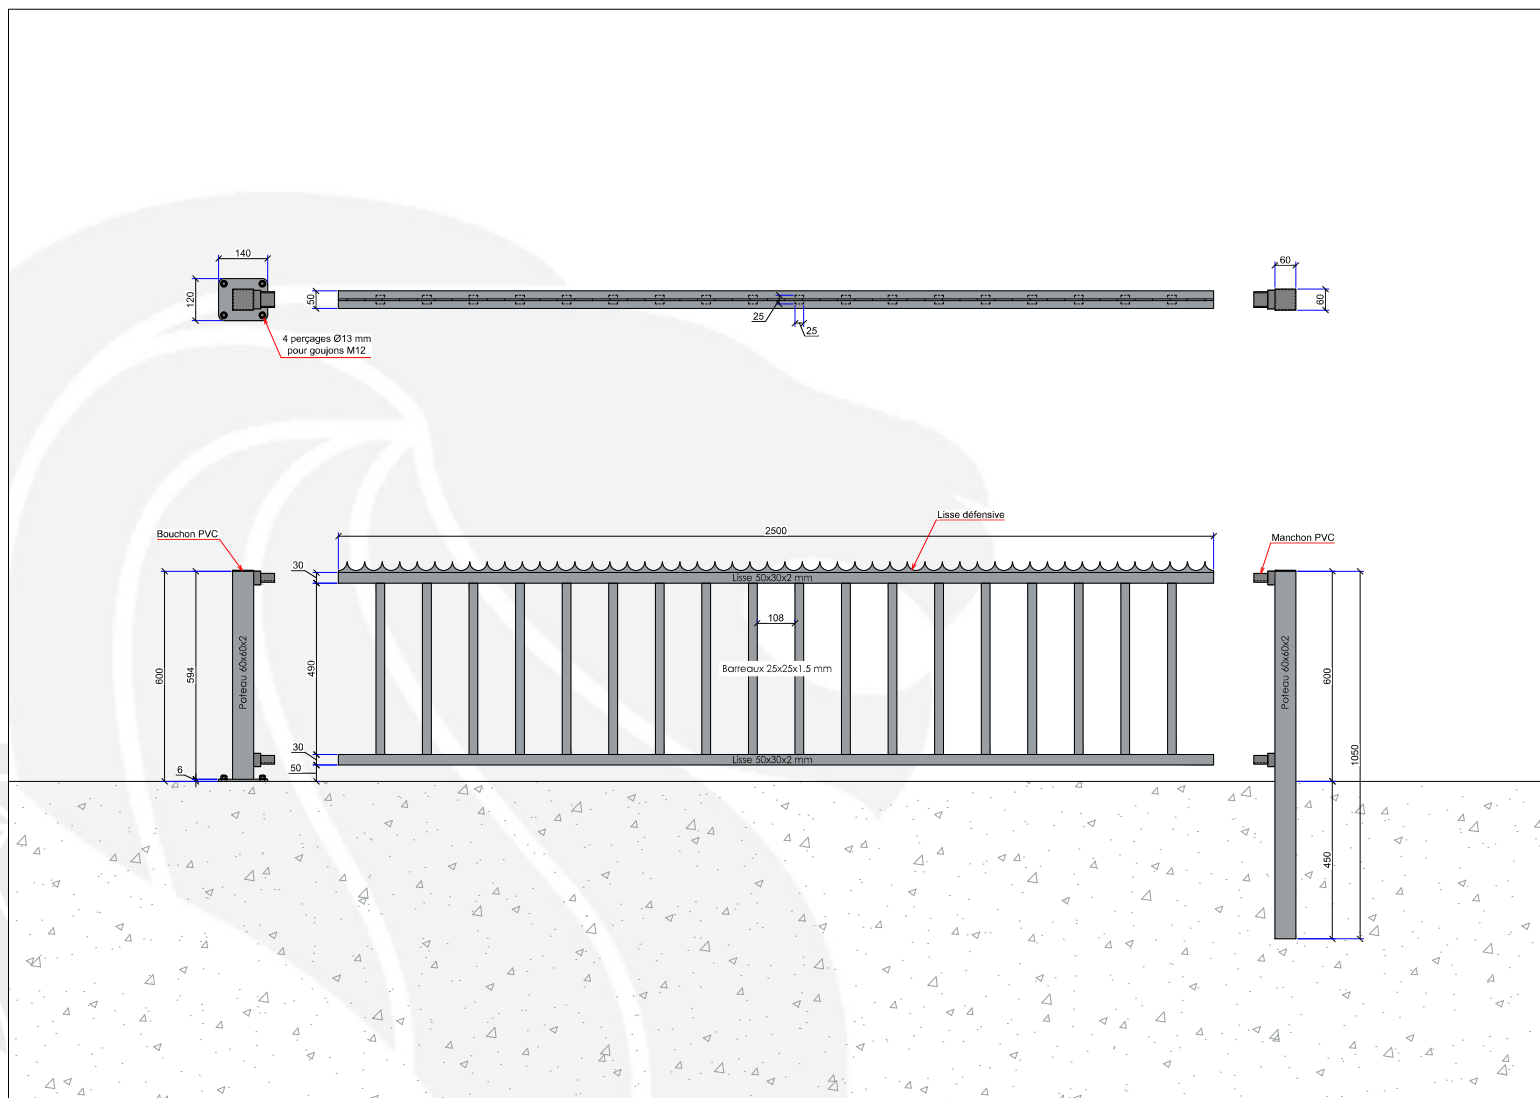 140
120
4 perçages Ø13 mm
pour goujons M12
50
25
25
60
60
Bouchon PVC
2500
Lisse défensive
Manchon PVC
30
Lisse 50x30x2 mm
600
594
Poteau 60x60x2
490
108
Barreaux 25x25x1.5 mm
Poteau 60x60x2
600
1050
30
Lisse 50x30x2 mm
50
6
450